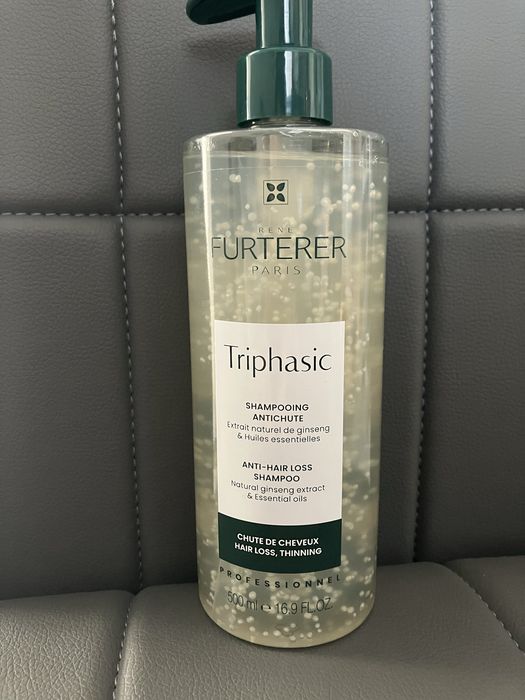 RENE
FURTERER
PARIS
Triphasic
SHAMPOOING
ANTICHUTE
Extrait naturel de ginseng
& Huiles essentielles
ANTI-HAIR LOSS
SHAMPOO
Natural ginseng extract
& Essential oils
CHUTE DE CHEVEUX
HAIR LOSS, THINNING
PROFESSIONNEL
500 ml ℮ 16.9 FL.OZ.